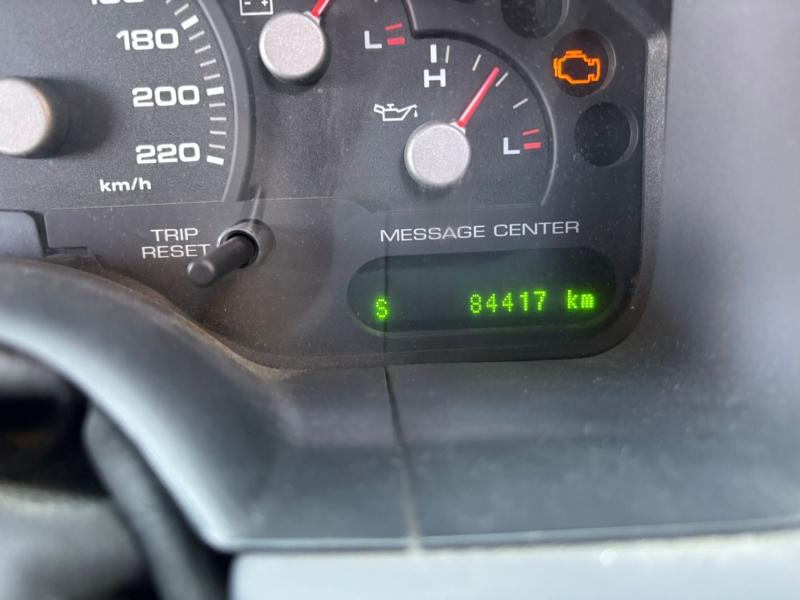 180
200
220
km/h
L
H
L
TRIP
RESET
MESSAGE CENTER
S 84417 km